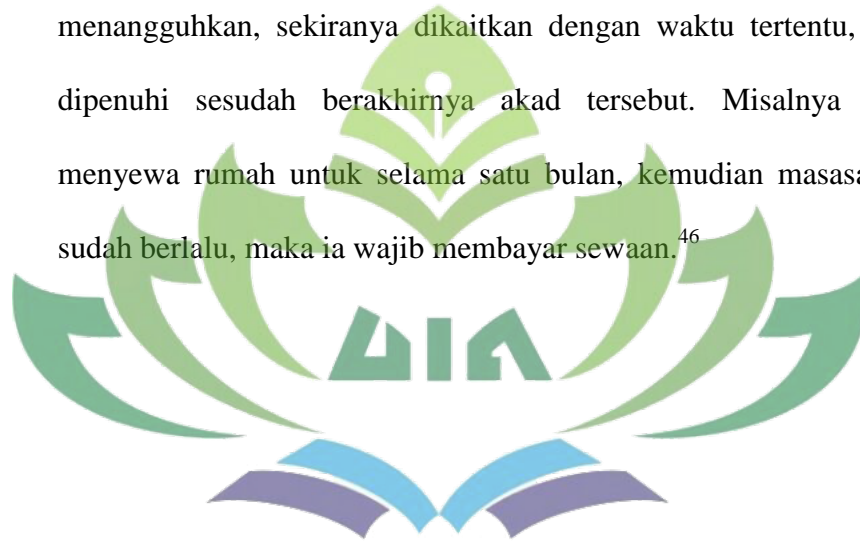 menangguhkan, sekiranya dikaitkan dengan waktu tertentu,
dipenuhi sesudah berakhirnya akad tersebut. Misalnya
menyewa rumah untuk selama satu bulan, kemudian masasa
sudah berlalu, maka ia wajib membayar sewaan.46
UIN